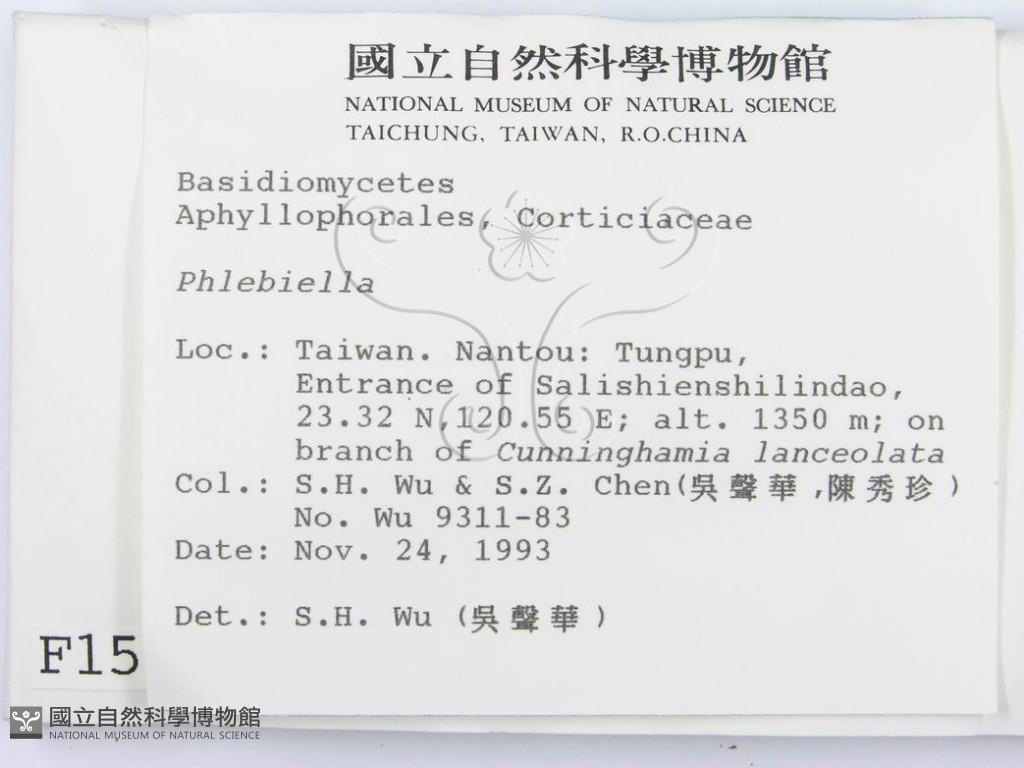 國立自然科學博物館
NATIONAL MUSEUM OF NATURAL SCIENCE
TAICHUNG, TAIWAN, R.O.CHINA
Basidiomycetes
Aphyllophorales, Corticiaceae
Phlebiella
Loc.: Taiwan. Nantou: Tungpu,
Entrance of Salishienshilindao,
23.32 N,120.55 E; alt. 1350 m; on
branch of Cunninghamia lanceolata
Col.: S.H. Wu & S.Z. Chen(吳聲華,陳秀珍)
No. Wu 9311-83
Date: Nov. 24, 1993
Det.: S.H. Wu (吳聲華)
F15
國立自然科學博物館
NATIONAL MUSEUM OF NATURAL SCIENCE